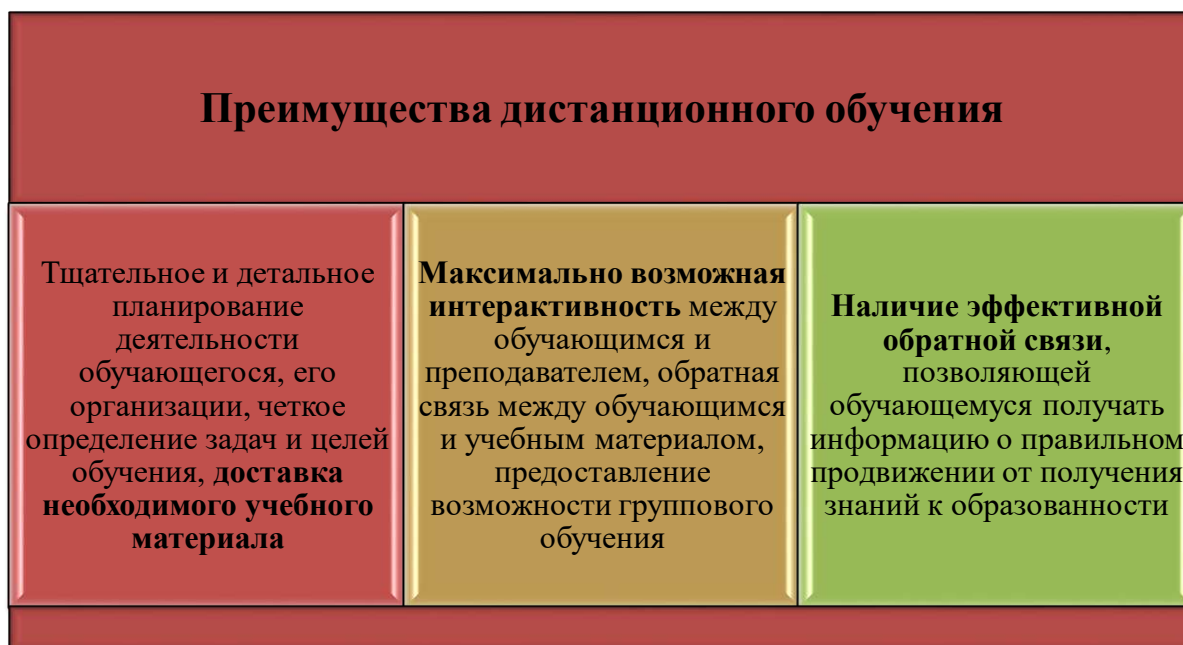 Преимущества дистанционного обучения
Тщательное и детальное
планирование
деятельности
обучающегося, его
организации, четкое
определение задач и целей
обучения, доставка
необходимого учебного
материала
Максимально возможная
интерактивность между
обучающимся и
преподавателем, обратная
связь между обучающимся
и учебным материалом,
предоставление
возможности группового
обучения
Наличие эффективной
обратной связи,
позволяющей
обучающемуся получать
информацию о правильном
продвижении от получения
знаний к образованности